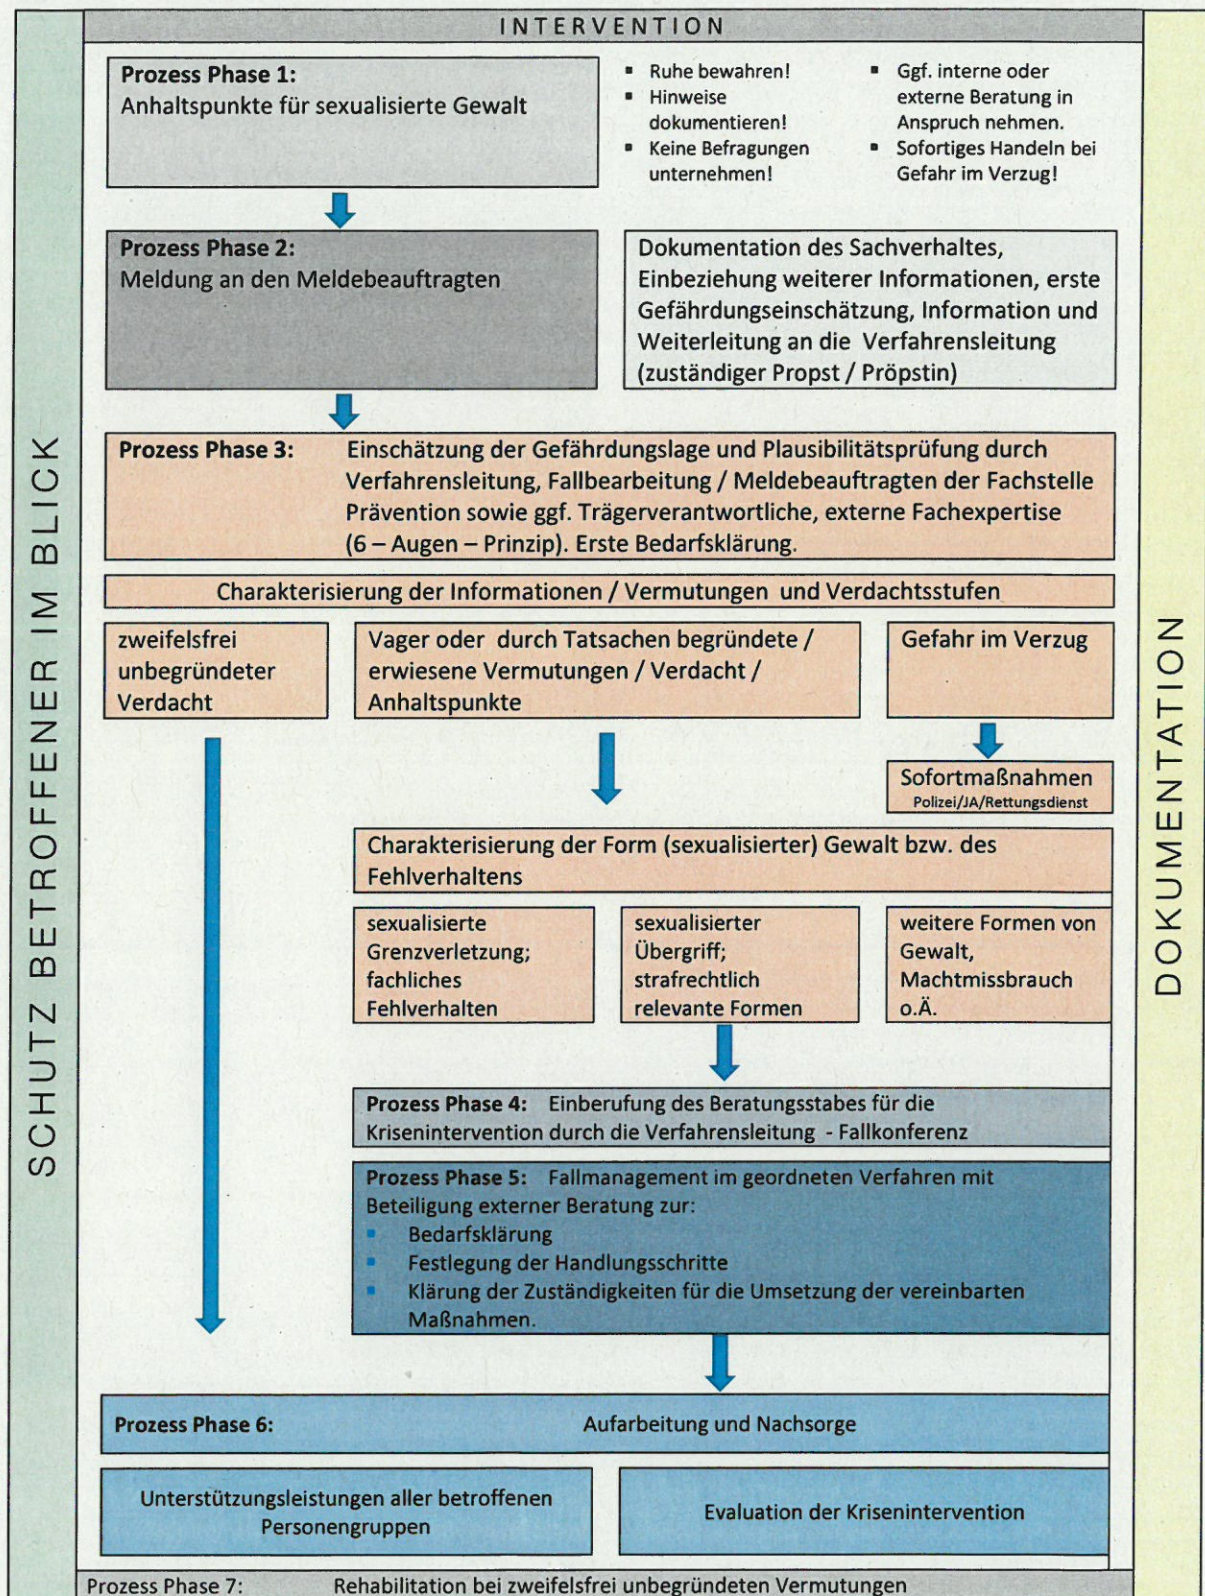 INTERVENTION
SCHUTZ BETROFFENER IM BLICK
Prozess Phase 1:
Anhaltspunkte für sexualisierte Gewalt
▪ Ruhe bewahren!
▪ Hinweise
dokumentieren!
▪ Keine Befragungen
unternehmen!
▪ Ggf. interne oder
externe Beratung in
Anspruch nehmen.
▪ Sofortiges Handeln bei
Gefahr im Verzug!
Prozess Phase 2:
Meldung an den Meldebeauftragten
Dokumentation des Sachverhaltes,
Einbeziehung weiterer Informationen, erste
Gefährdungseinschätzung, Information und
Weiterleitung an die Verfahrensleitung
(zuständiger Propst / Pröpstin)
Prozess Phase 3: Einschätzung der Gefährdungslage und Plausibilitätsprüfung durch
Verfahrensleitung, Fallbearbeitung / Meldebeauftragten der Fachstelle
Prävention sowie ggf. Trägerverantwortliche, externe Fachexpertise
(6 – Augen – Prinzip). Erste Bedarfsklärung.
Charakterisierung der Informationen / Vermutungen und Verdachtsstufen
zweifelsfrei
unbegründeter
Verdacht
Vager oder durch Tatsachen begründete /
erwiesene Vermutungen / Verdacht /
Anhaltspunkte
Gefahr im Verzug
Sofortmaßnahmen
Polizei/JA/Rettungsdienst
Charakterisierung der Form (sexualisierter) Gewalt bzw. des
Fehlverhaltens
sexualisierte
Grenzverletzung;
fachliches
Fehlverhalten
sexualisierter
Übergriff;
strafrechtlich
relevante Formen
weitere Formen von
Gewalt,
Machtmissbrauch
o.Ä.
Prozess Phase 4: Einberufung des Beratungsstabes für die
Krisenintervention durch die Verfahrensleitung - Fallkonferenz
Prozess Phase 5: Fallmanagement im geordneten Verfahren mit
Beteiligung externer Beratung zur:
▪ Bedarfsklärung
▪ Festlegung der Handlungsschritte
▪ Klärung der Zuständigkeiten für die Umsetzung der vereinbarten
Maßnahmen.
Prozess Phase 6: Aufarbeitung und Nachsorge
Unterstützungsleistungen aller betroffenen
Personengruppen
Evaluation der Krisenintervention
Prozess Phase 7: Rehabilitation bei zweifelsfrei unbegründeten Vermutungen
DOKUMENTATION